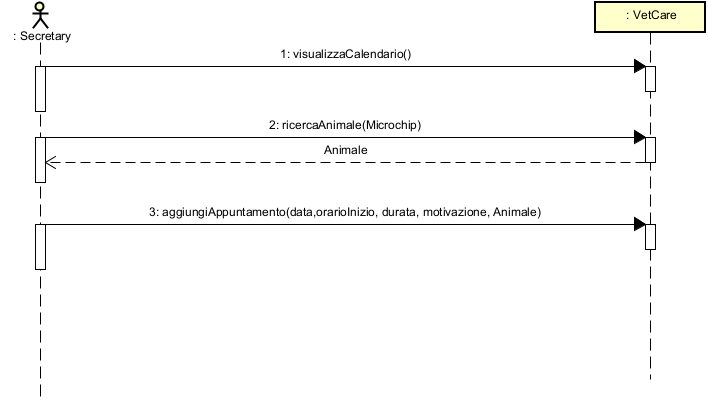 : Secretary
: VetCare
1: visualizzaCalendario()
2: ricercaAnimale(Microchip)
Animale
3: aggiungiAppuntamento(data,orarioInizio, durata, motivazione, Animale)